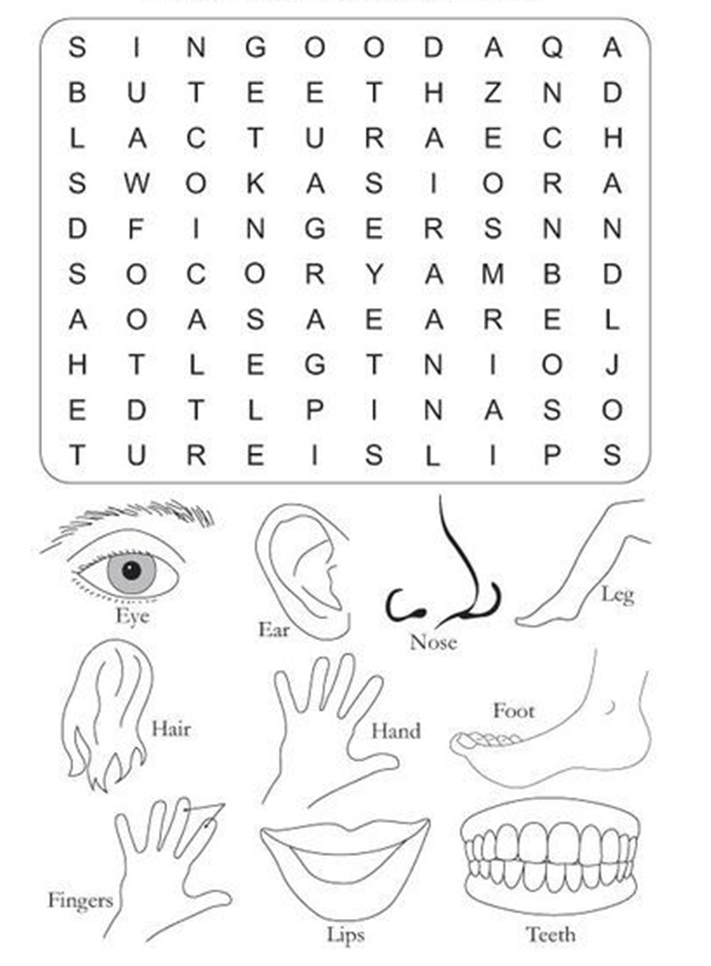 S I N G O O D A Q A
B U T E E T H Z N D
L A C T U R A E C H
S W O K A S I O R A
D F I N G E R S N N
S O C O R Y A M B D
A O A S A E A R E L
H T L E G T N I O J
E D T L P I N A S O
T U R E I S L I P S
Eye
Ear
Nose
Leg
Hair
Hand
Foot
Fingers
Lips
Teeth